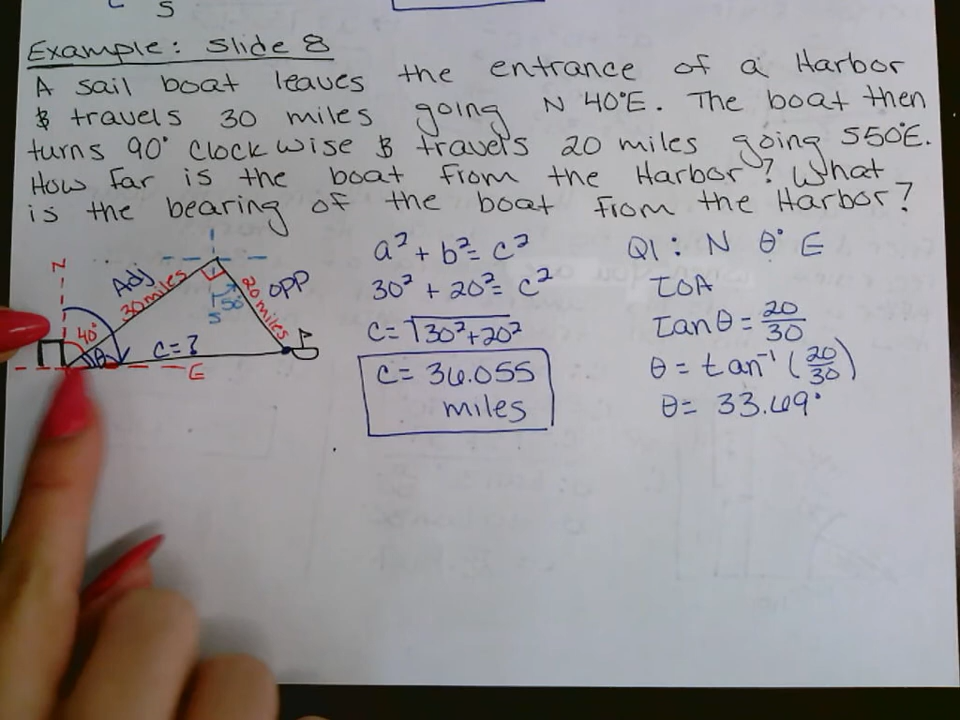 S
Example: Slide 8
A sail boat leaves the entrance of a Harbor
& travels 30 miles going N 40°E. The boat then
turns 90° Clockwise & travels 20 miles going S50°E.
How far is the boat from the Harbor? What
is the bearing of the boat from the Harbor?
N
Adj
30 miles
50°
S
20 miles
OPP
40°
θ
C=?
E
a² + b² = c²
30² + 20² = c²
C = √30²+20²
C = 36.055
miles
Q1: N θ° E
TOA
Tanθ = 20/30
θ = tan⁻¹(20/30)
θ = 33.69°